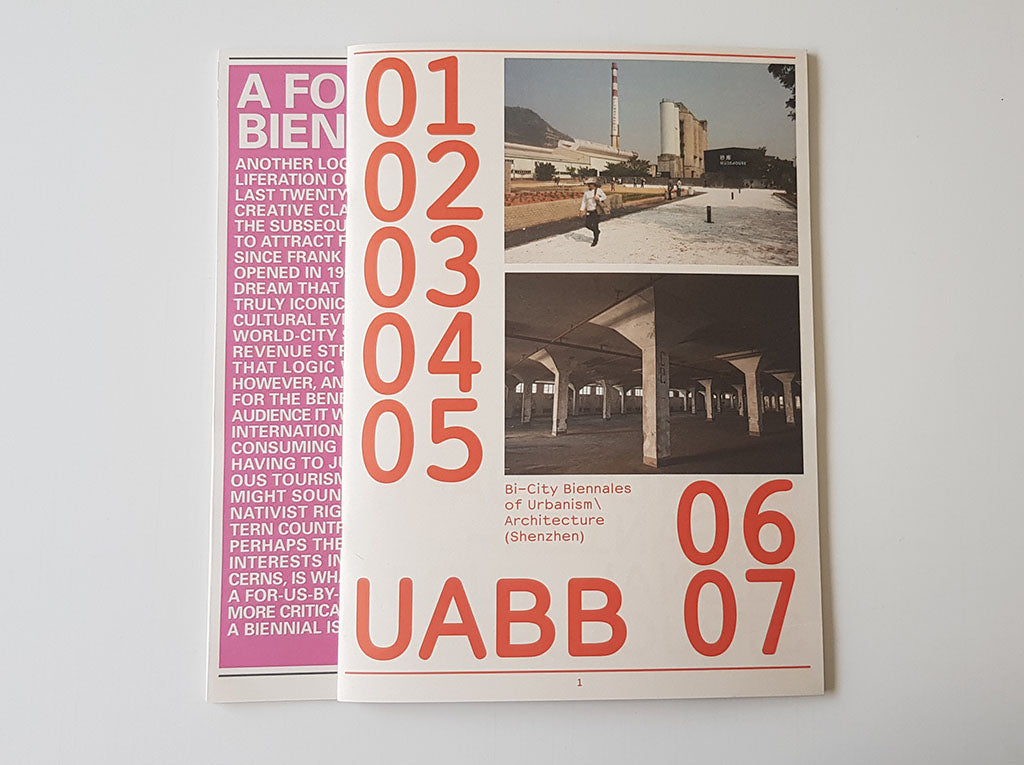 A FO
BIEN
ANOTHER LOG
LIFERATION O
LAST TWENTY
CREATIVE CLA
THE SUBSEQU
TO ATTRACT F
SINCE FRANK
OPENED IN 19
DREAM THAT
TRULY ICONIC
CULTURAL EVE
WORLD-CITY S
REVENUE STR
THAT LOGIC
HOWEVER, AN
FOR THE BENE
AUDIENCE IT W
INTERNATION
CONSUMING
HAVING TO JU
OUS TOURISM
MIGHT SOUN
NATIVIST RIG
TERN COUNTR
PERHAPS THE
INTERESTS IN
CERNS, IS WHA
A FOR-US-BY-
MORE CRITICA
A BIENNIAL IS
01
02
03
04
05
Bi-City Biennales
of Urbanism\
Architecture
(Shenzhen)
06
07
UABB
1